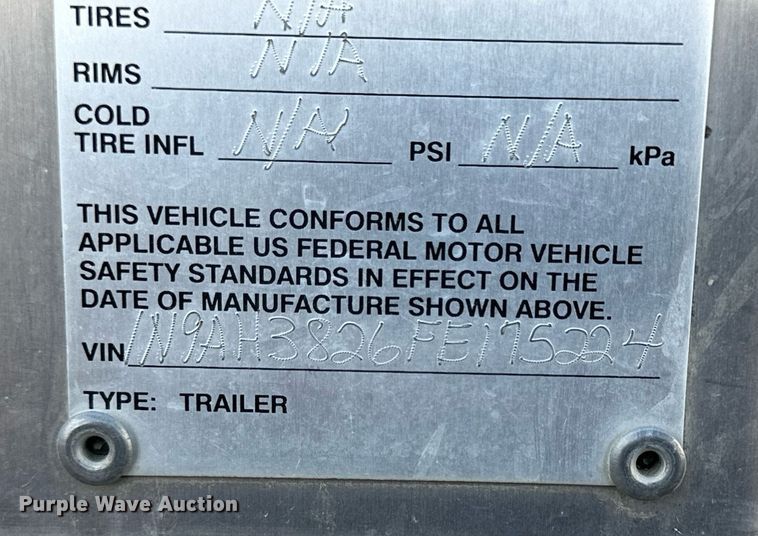 TIRES N/A
RIMS N/A
COLD
TIRE INFL N/A PSI N/A kPa
THIS VEHICLE CONFORMS TO ALL
APPLICABLE US FEDERAL MOTOR VEHICLE
SAFETY STANDARDS IN EFFECT ON THE
DATE OF MANUFACTURE SHOWN ABOVE.
VIN 1N9AH3826FE175224
TYPE: TRAILER
Purple Wave Auction